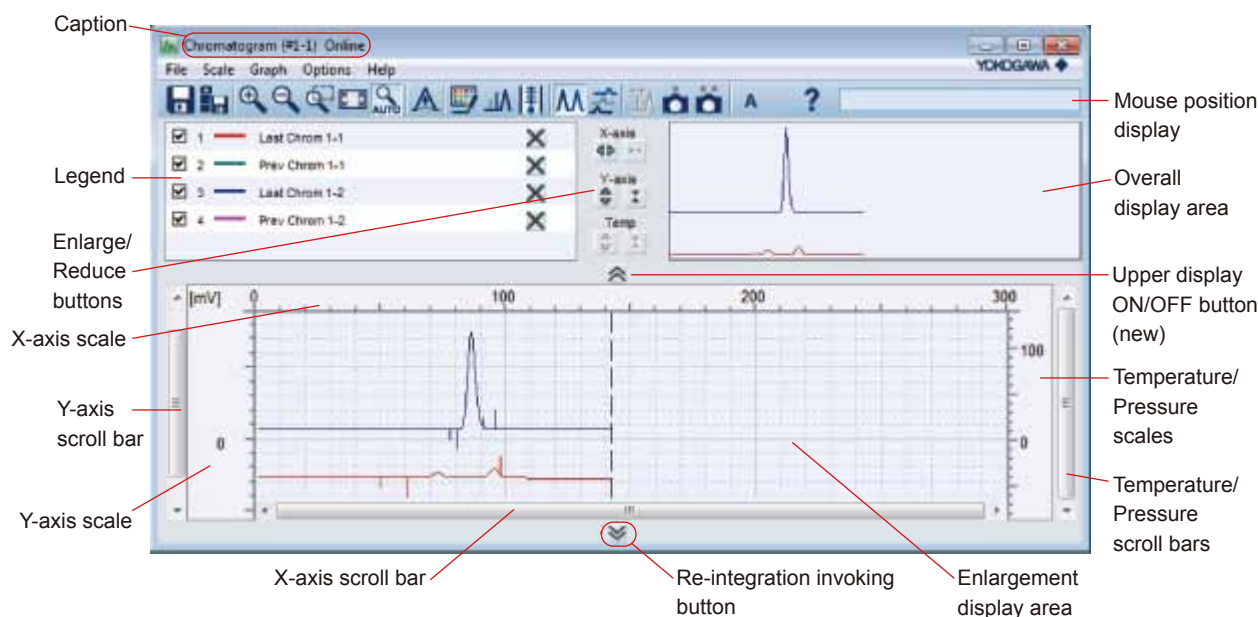 Caption
Chromatogram (#1-1) Online
File Scale Graph Options Help
YOKOGAWA
AUTO
A
?
Mouse position
display
1 Last Chrom 1-1
2 Prev Chrom 1-1
3 Last Chrom 1-2
4 Prev Chrom 1-2
X-axis
Y-axis
Temp
Legend
Overall
display area
Enlarge/
Reduce
buttons
Upper display
ON/OFF button
(new)
[mV] 0 100 200 300
X-axis scale
100
Temperature/
Pressure
scales
Y-axis
scroll bar
0
0
Temperature/
Pressure
scroll bars
Y-axis scale
X-axis scroll bar
Re-integration invoking
button
Enlargement
display area